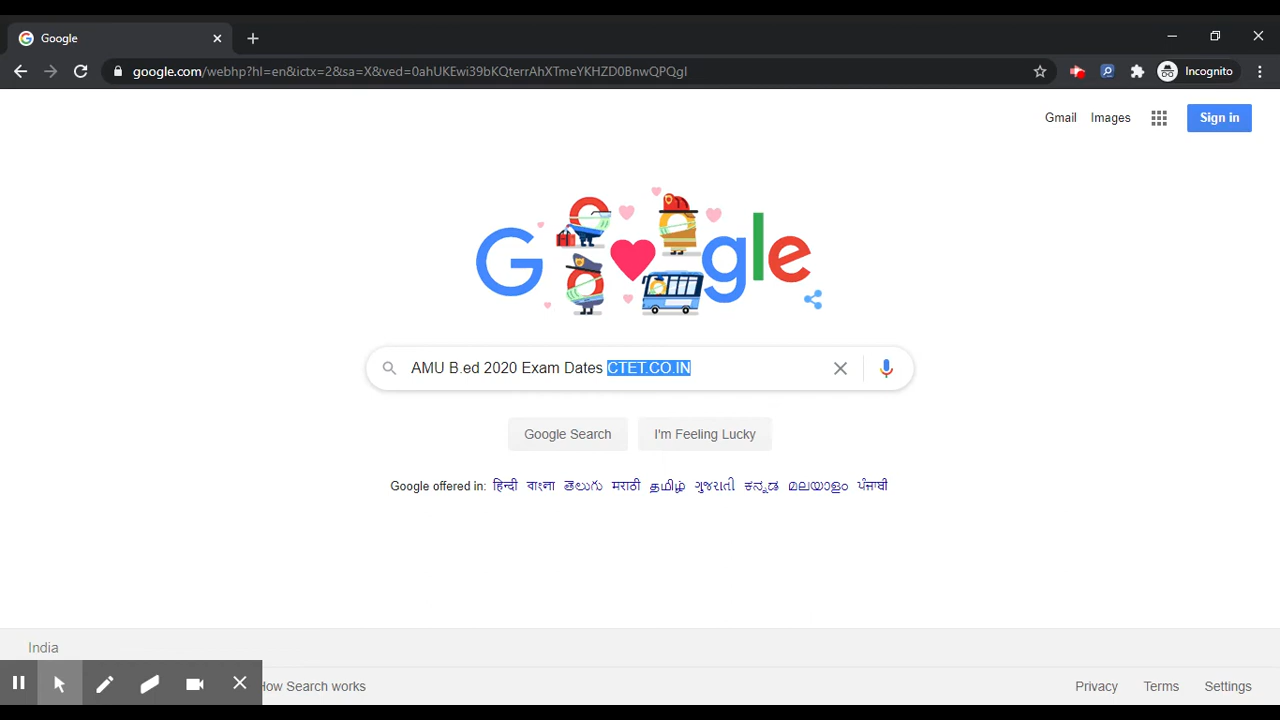 Google
google.com/webhp?hl=en&ictx=2&sa=X&ved=0ahUKEwi39bKQterrAhXTmeYKHZD0BnwQPQgI
Incognito
Gmail Images Sign in
Google
AMU B.ed 2020 Exam Dates CTET.CO.IN
Google Search I'm Feeling Lucky
Google offered in: हिन्दी বাংলা తెలుగు मराठी தமிழ் ગુજરાતી ಕನ್ನಡ മലയാളം ਪੰਜਾਬੀ
India
How Search works Privacy Terms Settings